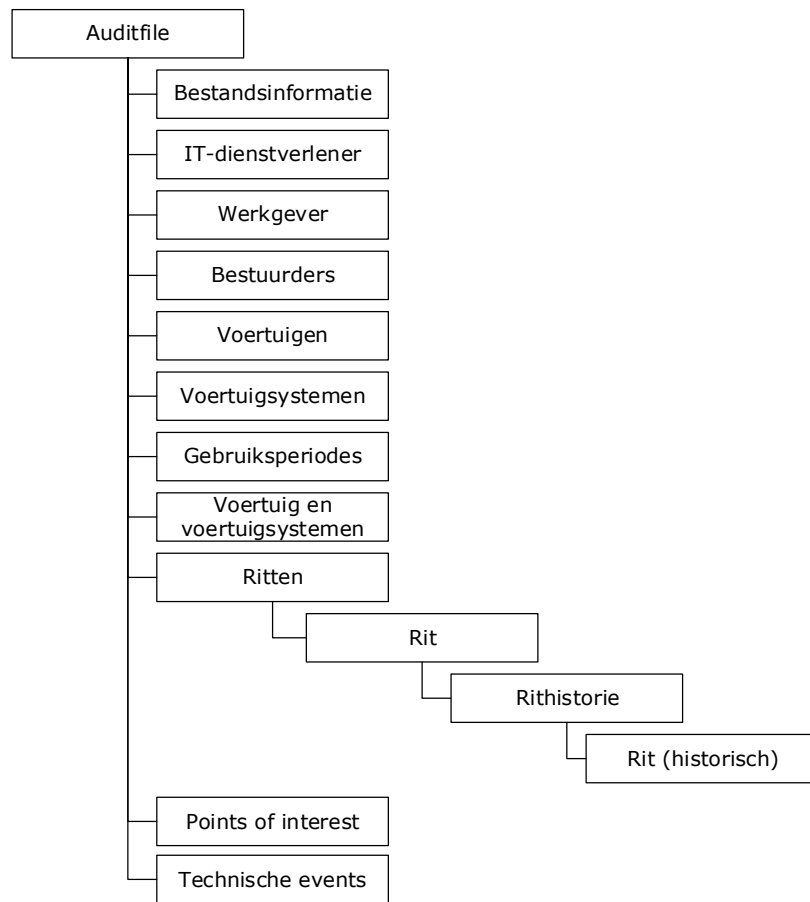 Auditfile
Bestandsinformatie
IT-dienstverlener
Werkgever
Bestuurders
Voertuigen
Voertuigsystemen
Gebruiksperiodes
Voertuig en
voertuigsystemen
Ritten
Rit
Rithistorie
Rit (historisch)
Points of interest
Technische events